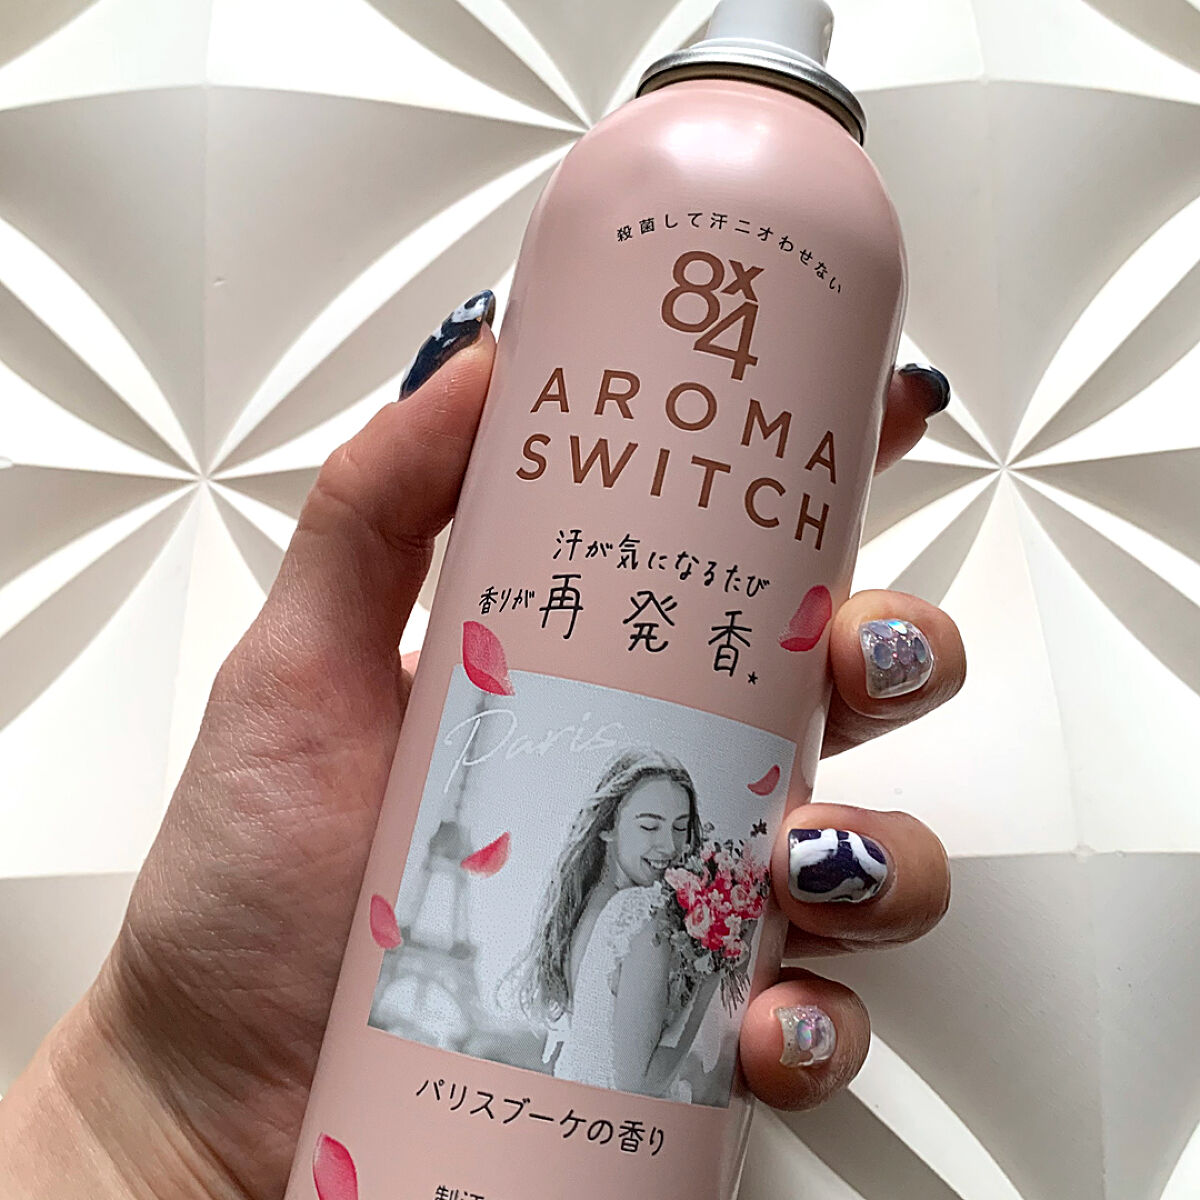 殺菌して汗ニオわせない
8x4
AROMA
SWITCH
汗が気になるたび
香りが再発香。★
Paris
パリスブーケの香り
制汗